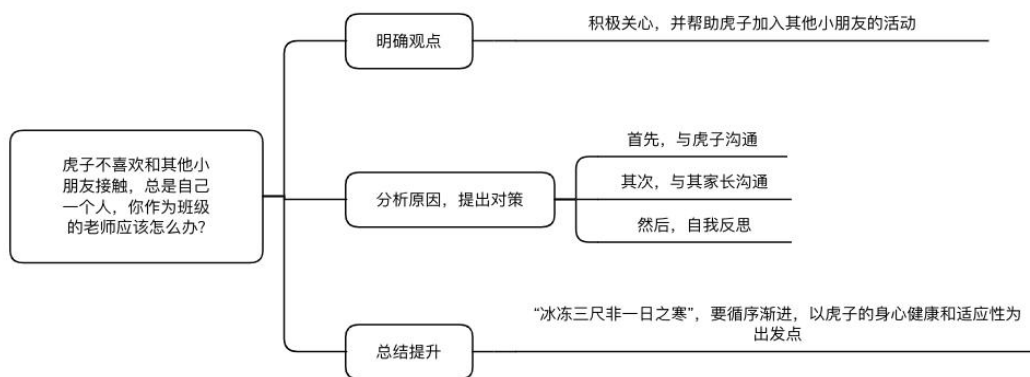 虎子不喜欢和其他小
朋友接触，总是自己
一个人，你作为班级
的老师应该怎么办?
明确观点
积极关心，并帮助虎子加入其他小朋友的活动
分析原因，提出对策
首先，与虎子沟通
其次，与其家长沟通
然后，自我反思
总结提升
“冰冻三尺非一日之寒”，要循序渐进，以虎子的身心健康和适应性为
出发点